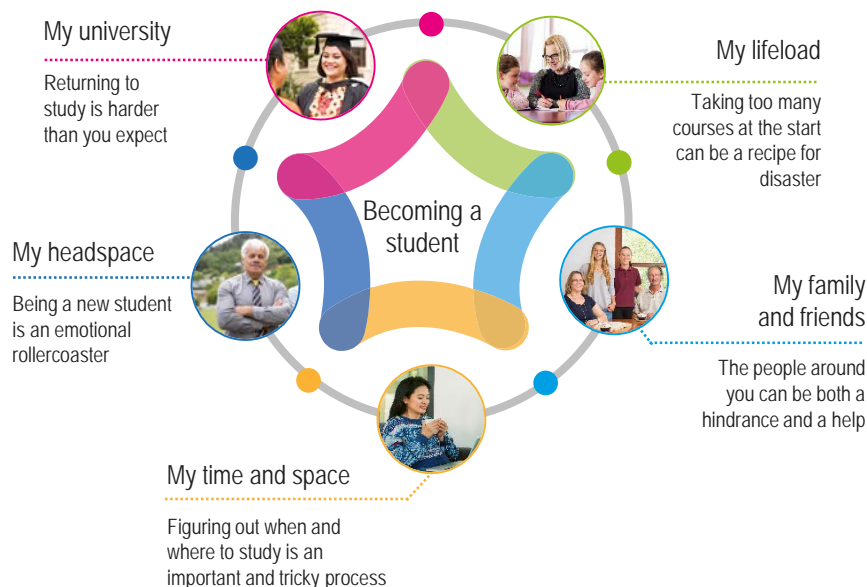 My university
Returning to
study is harder
than you expect
My lifeload
Taking too many
courses at the start
can be a recipe for
disaster
Becoming a
student
My headspace
Being a new student
is an emotional
rollercoaster
My family
and friends
The people around
you can be both a
hindrance and a help
My time and space
Figuring out when and
where to study is an
important and tricky process